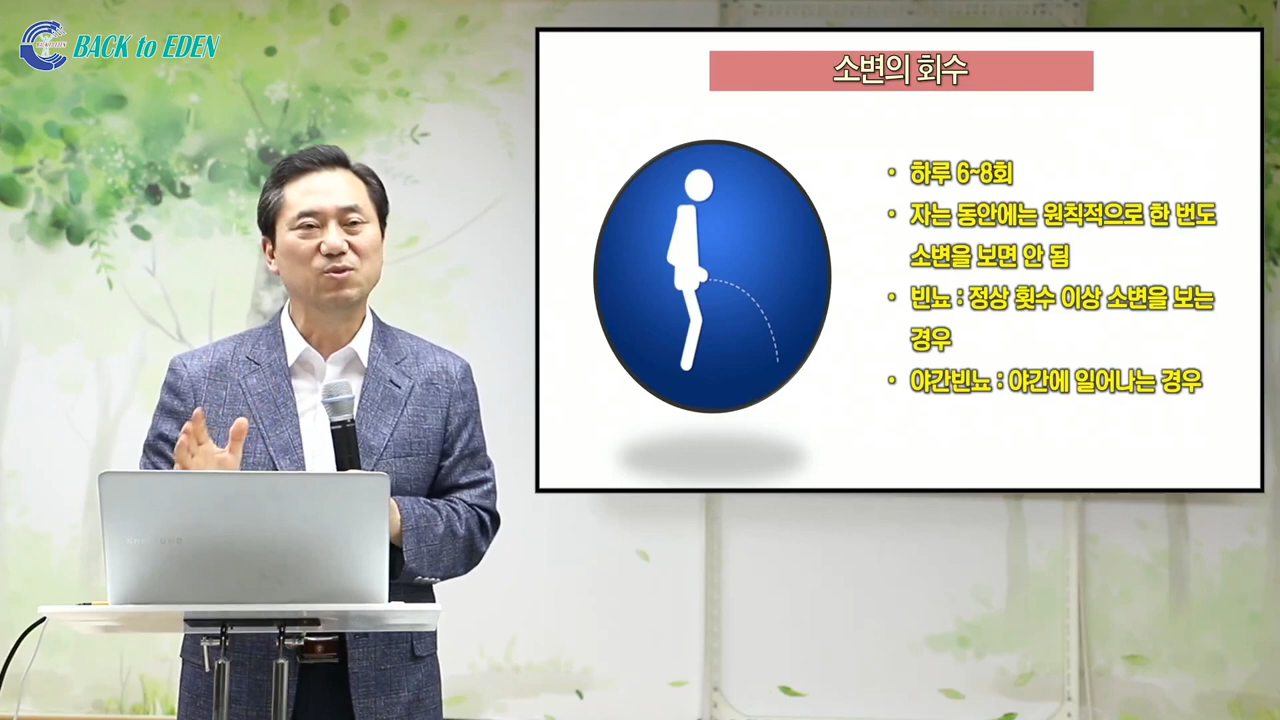 BACK to EDEN
소변의 회수
• 하루 6~8회
• 자는 동안에는 원칙적으로 한 번도
소변을 보면 안 됨
• 빈뇨 : 정상 횟수 이상 소변을 보는
경우
• 야간빈뇨 : 야간에 일어나는 경우